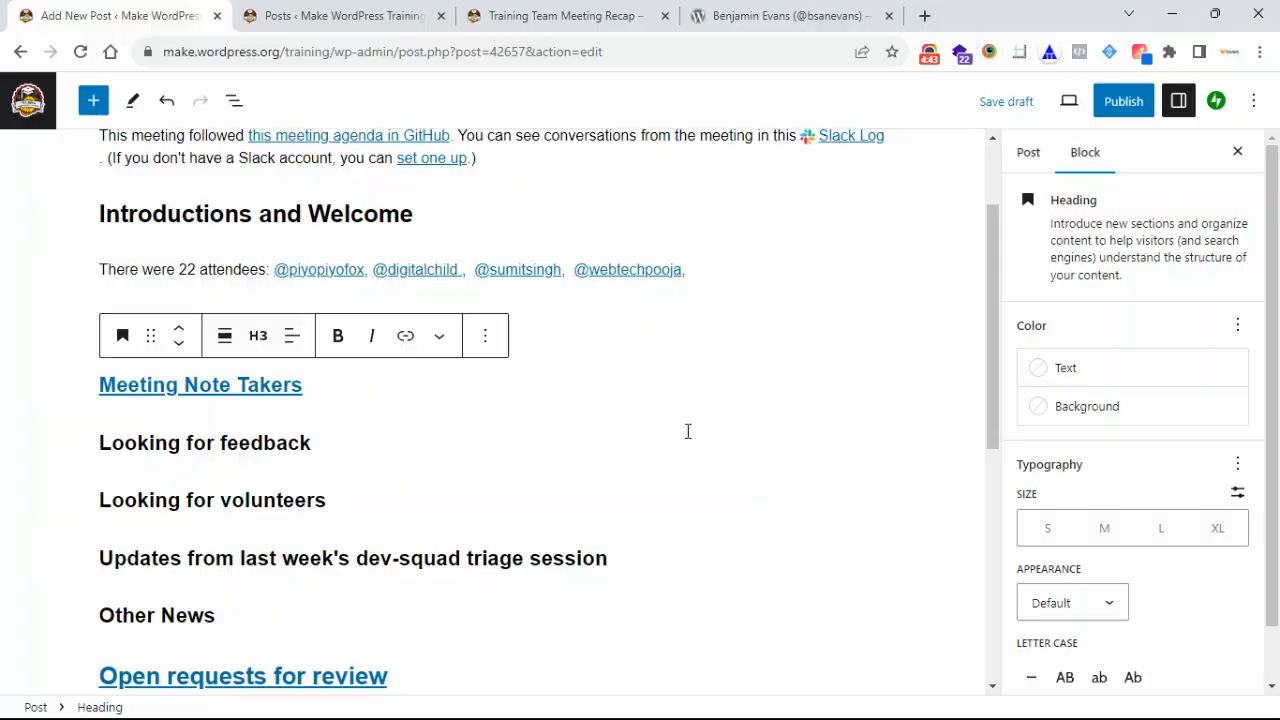 Add New Post ‹ Make WordPres
Posts ‹ Make WordPress Training
Training Team Meeting Recap –
Benjamin Evans (@bsanevans) –
make.wordpress.org/training/wp-admin/post.php?post=42657&action=edit
4:43
22
Save draft
Publish
This meeting followed this meeting agenda in GitHub. You can see conversations from the meeting in this Slack Log
. (If you don't have a Slack account, you can set one up.)
Introductions and Welcome
There were 22 attendees: @piyopiyofox, @digitalchild , @sumitsingh, @webtechpooja,
H3
B I
Meeting Note Takers
Looking for feedback
Looking for volunteers
Updates from last week's dev-squad triage session
Other News
Open requests for review
Post
Block
Heading
Introduce new sections and organize
content to help visitors (and search
engines) understand the structure of
your content.
Color
Text
Background
Typography
SIZE
S M L XL
APPEARANCE
Default
LETTER CASE
— AB ab Ab
Post > Heading